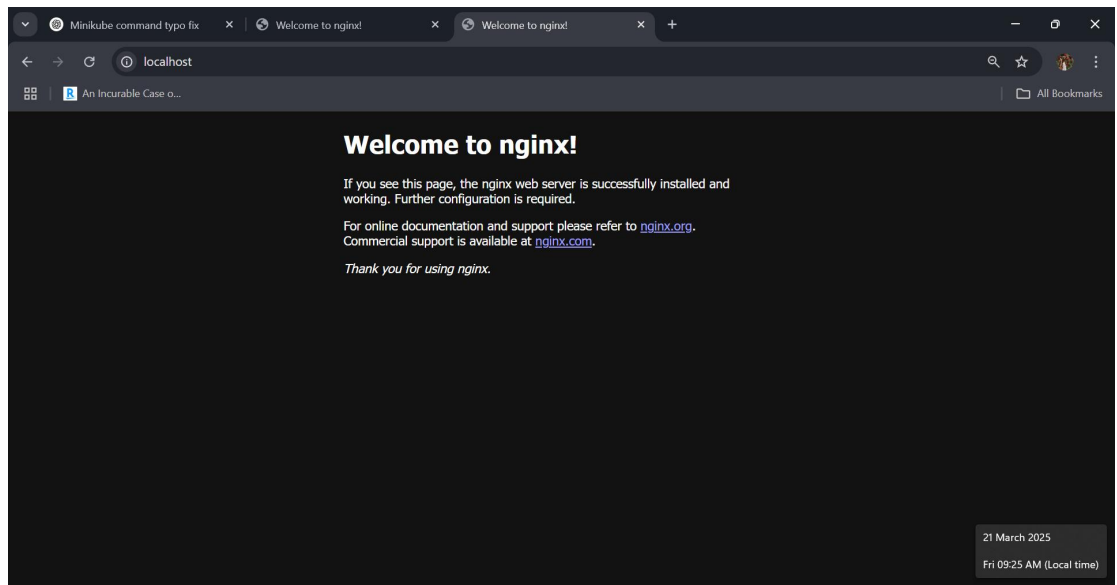 Minikube command typo fix
Welcome to nginx!
Welcome to nginx!
localhost
An Incurable Case o...
All Bookmarks
Welcome to nginx!
If you see this page, the nginx web server is successfully installed and
working. Further configuration is required.
For online documentation and support please refer to nginx.org.
Commercial support is available at nginx.com.
Thank you for using nginx.
21 March 2025
Fri 09:25 AM (Local time)